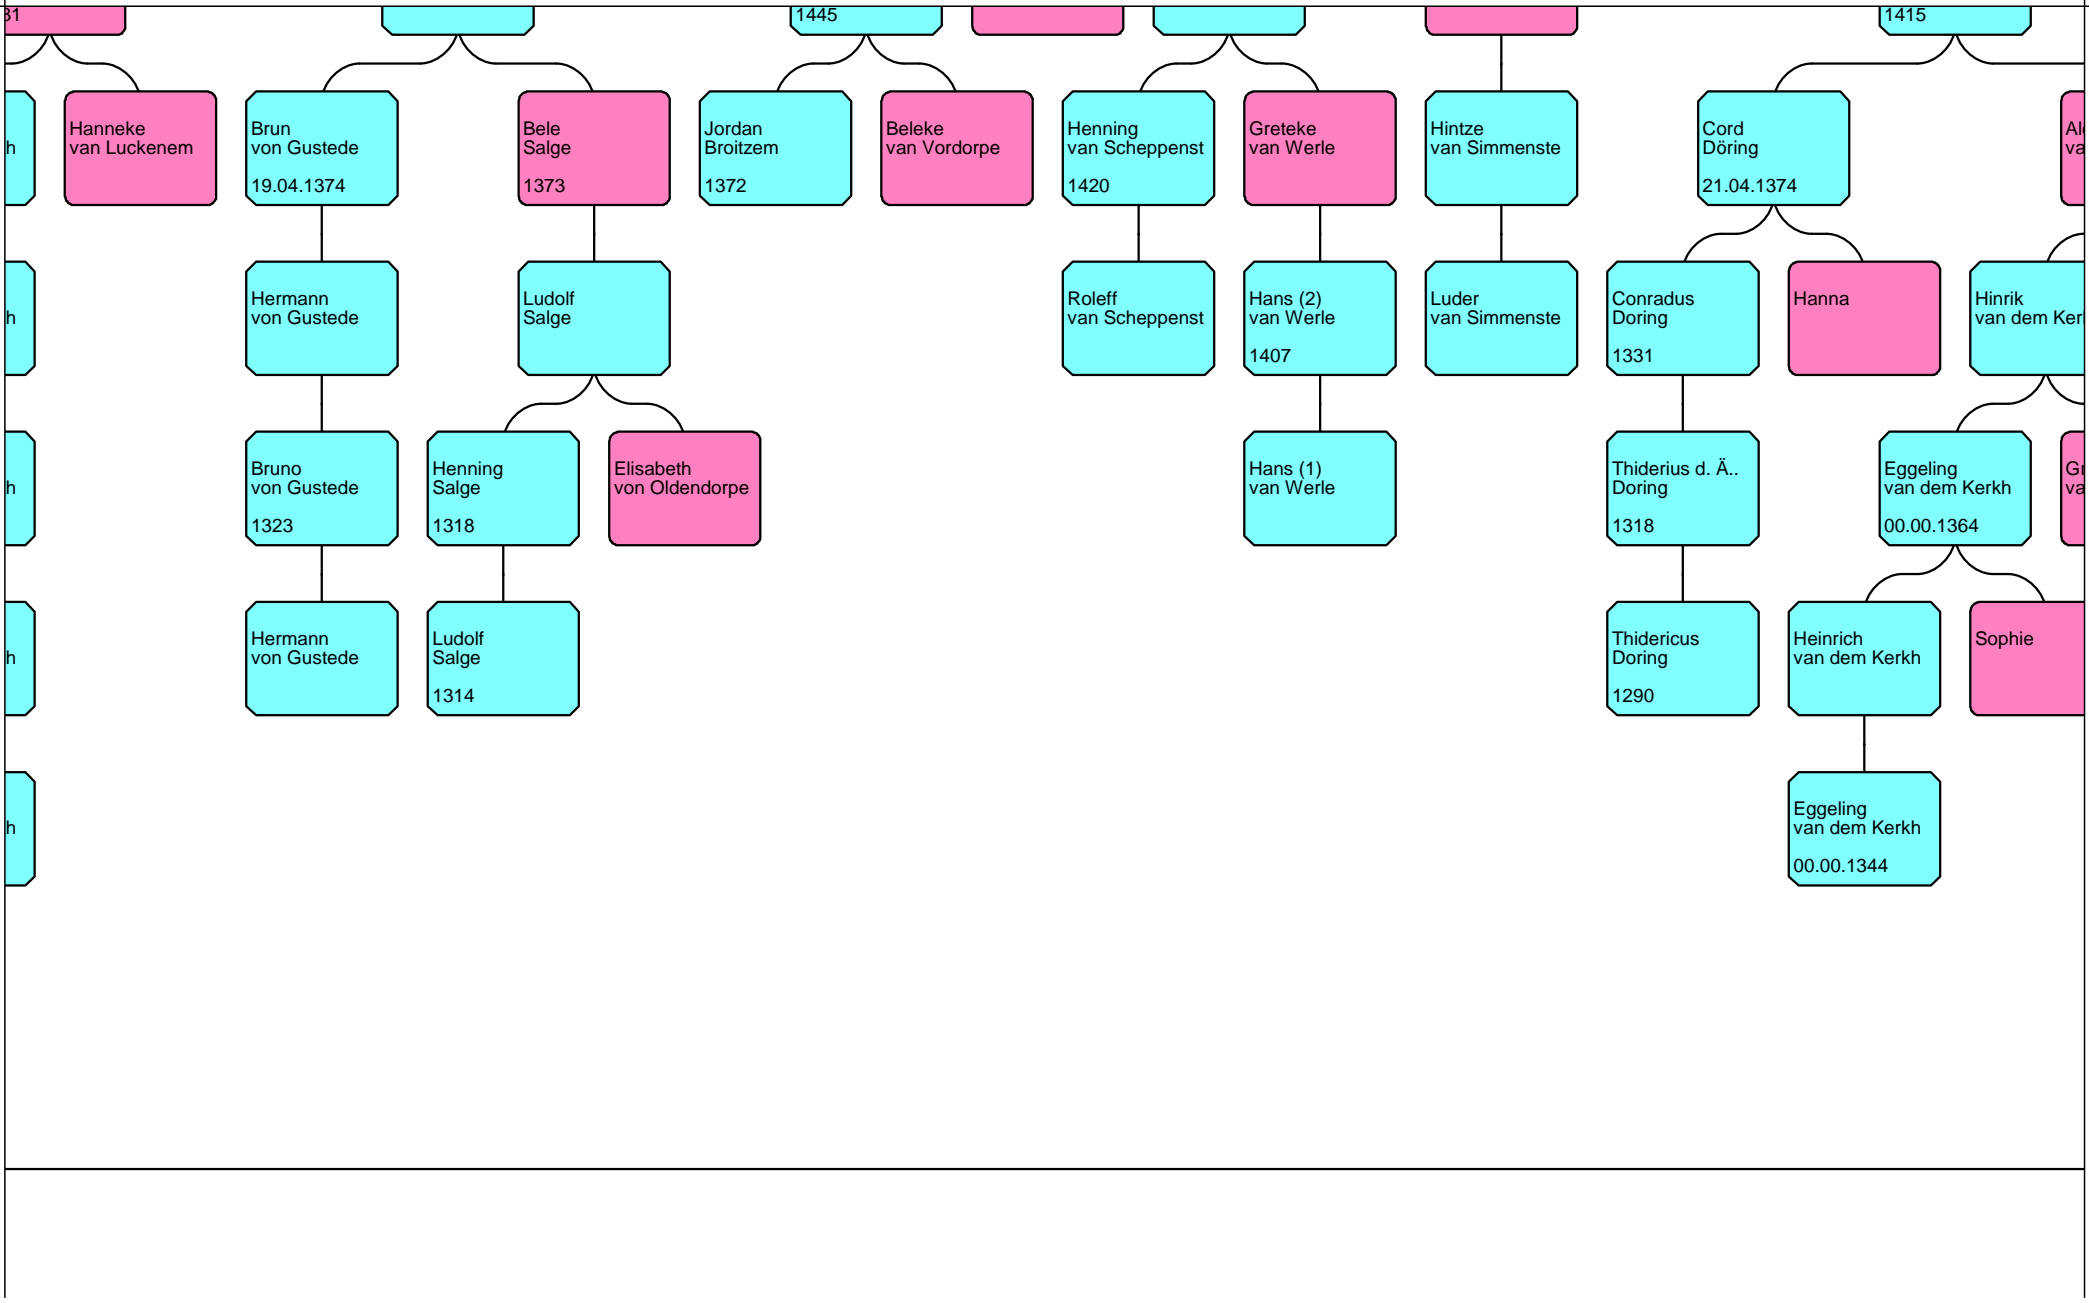 1445
1415
Hanneke
van Luckenem
Brun
von Gustede
19.04.1374
Bele
Salge
1373
Jordan
Broitzem
1372
Beleke
van Vordorpe
Henning
van Scheppenst
1420
Greteke
van Werle
Hintze
van Simmenste
Cord
Döring
21.04.1374
h
Hermann
von Gustede
Ludolf
Salge
Roleff
van Scheppenst
Hans (2)
van Werle
1407
Luder
van Simmenste
Conradus
Doring
1331
Hanna
Hinrik
van dem Ker
h
Bruno
von Gustede
1323
Henning
Salge
1318
Elisabeth
von Oldendorpe
Hans (1)
van Werle
Thiderius d. Ä..
Doring
1318
Eggeling
van dem Kerkh
00.00.1364
h
Hermann
von Gustede
Ludolf
Salge
1314
Thidericus
Doring
1290
Heinrich
van dem Kerkh
Sophie
h
Eggeling
van dem Kerkh
00.00.1344
h